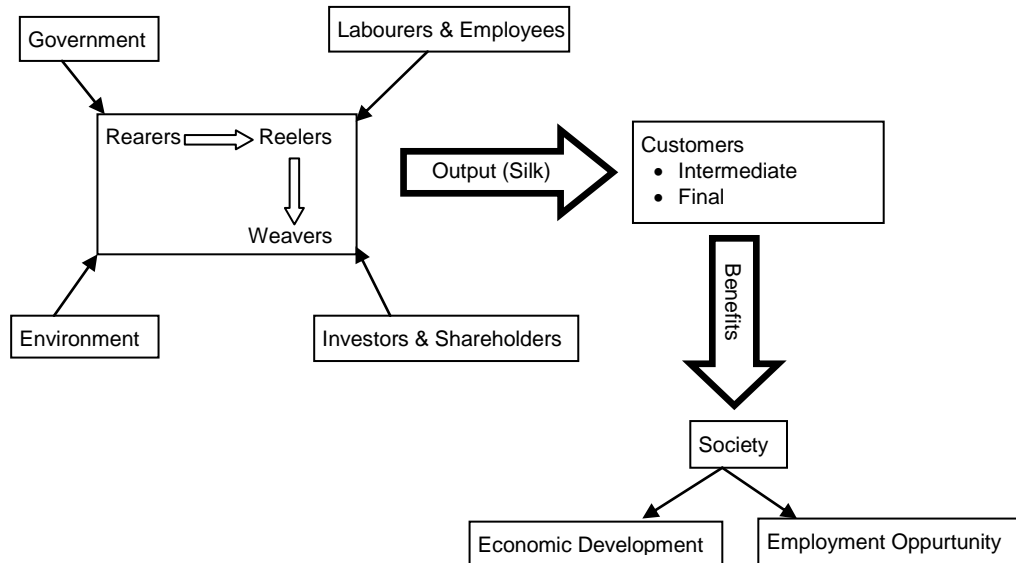 Government
Labourers & Employees
Rearers
Reelers
Weavers
Output (Silk)
Customers
• Intermediate
• Final
Environment
Investors & Shareholders
Benefits
Society
Economic Development
Employment Oppurtunity